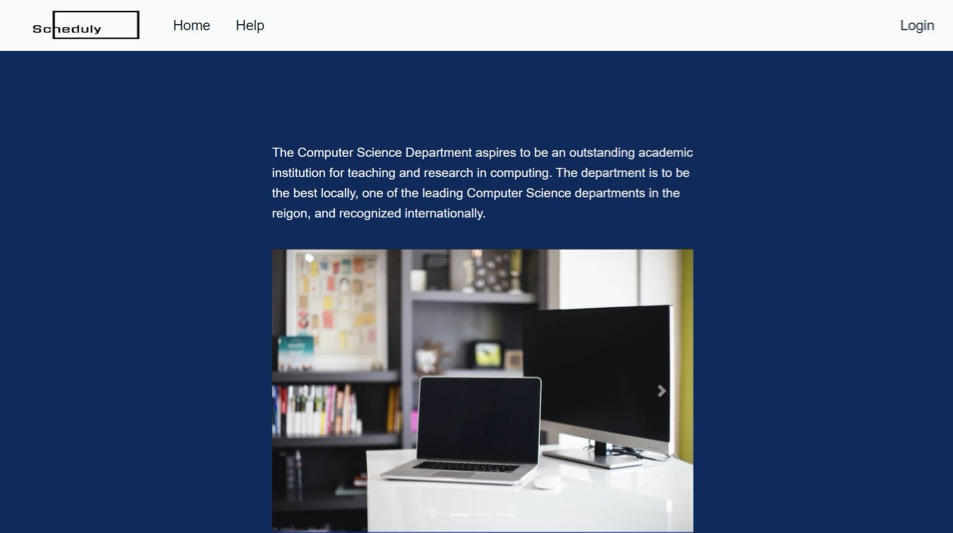 Scheduly
Home
Help
Login
The Computer Science Department aspires to be an outstanding academic
institution for teaching and research in computing. The department is to be
the best locally, one of the leading Computer Science departments in the
reigon, and recognized internationally.